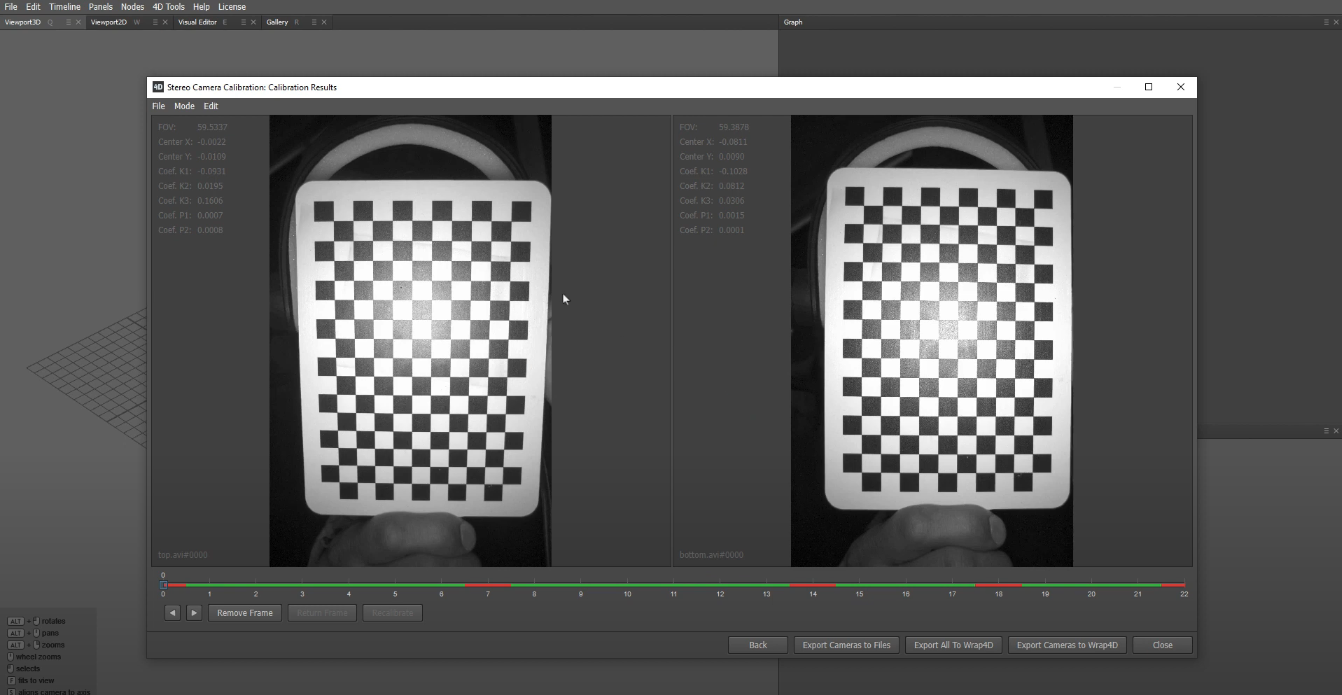 File Edit Timeline Panels Nodes 4D Tools Help License
Viewport3D Q Viewport2D W Visual Editor E Gallery R Graph
4D Stereo Camera Calibration: Calibration Results
File Mode Edit
FOV: 59.5337
Center X: -0.0022
Center Y: -0.0109
Coef. K1: -0.0931
Coef. K2: 0.0195
Coef. K3: 0.1606
Coef. P1: 0.0007
Coef. P2: 0.0008
top.avi#0000
FOV: 59.3878
Center X: -0.0811
Center Y: 0.0090
Coef. K1: -0.1028
Coef. K2: 0.0812
Coef. K3: 0.0306
Coef. P1: 0.0015
Coef. P2: 0.0001
bottom.avi#0000
0
0 1 2 3 4 5 6 7 8 9 10 11 12 13 14 15 16 17 18 19 20 21 22
Remove Frame Return Frame Recalibrate
Back Export Cameras to Files Export All To Wrap4D Export Cameras to Wrap4D Close
ALT + rotates
ALT + pans
ALT + zooms
wheel zooms
selects
F fits to view
S aligns camera to axis